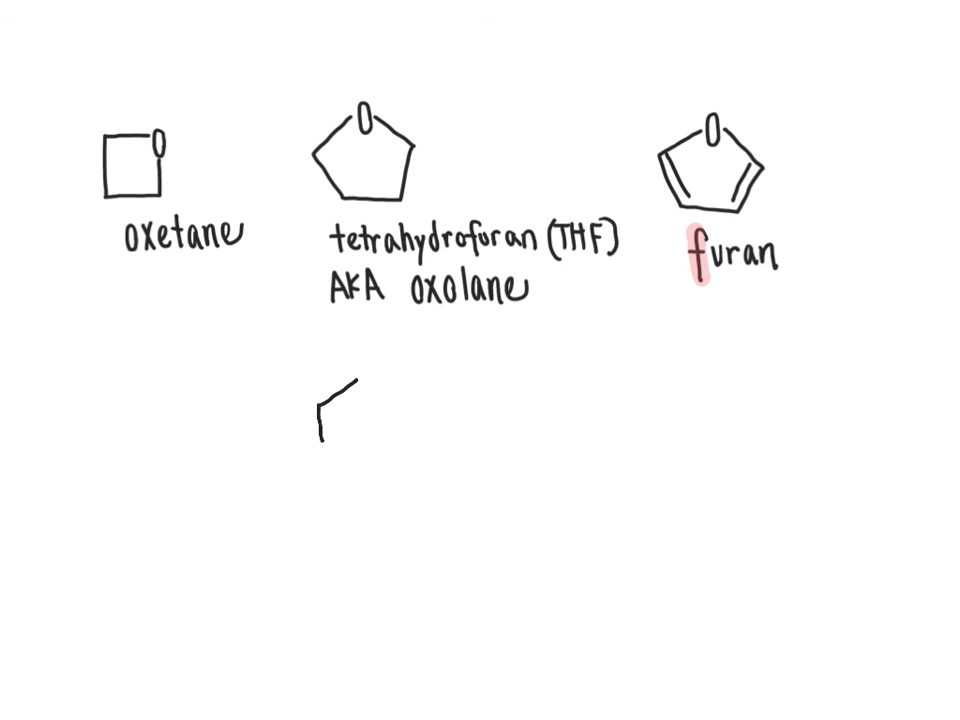 O
O
O
oxetane
tetrahydrofuran (THF)
AKA oxolane
furan